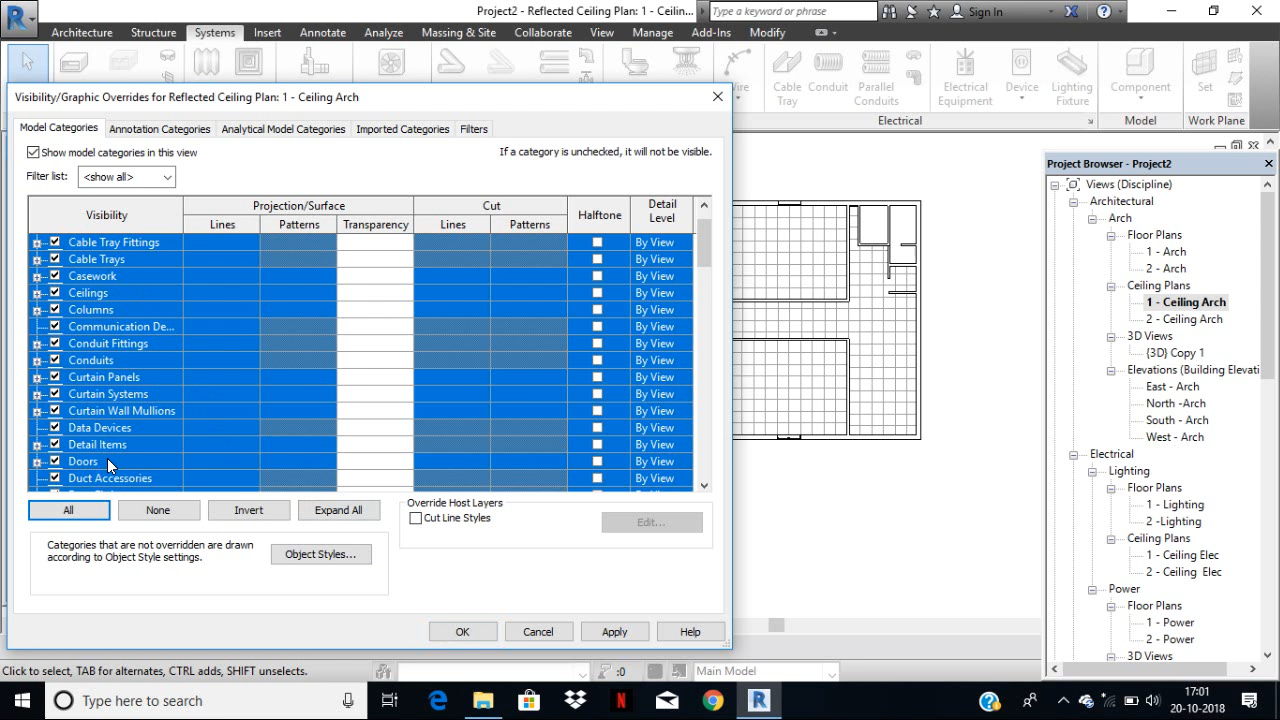 Project2 - Reflected Ceiling Plan: 1 - Ceilin...
Type a keyword or phrase
Sign In
Architecture Structure Systems Insert Annotate Analyze Massing & Site Collaborate View Manage Add-Ins Modify
Wire
Cable Tray
Conduit
Parallel Conduits
Electrical Equipment
Device
Lighting Fixture
Component
Set
Electrical
Model
Work Plane
Visibility/Graphic Overrides for Reflected Ceiling Plan: 1 - Ceiling Arch
Model Categories Annotation Categories Analytical Model Categories Imported Categories Filters
Show model categories in this view
If a category is unchecked, it will not be visible.
Filter list: <show all>
Visibility
Projection/Surface
Cut
Halftone
Detail Level
Lines Patterns Transparency Lines Patterns
Cable Tray Fittings By View
Cable Trays By View
Casework By View
Ceilings By View
Columns By View
Communication De... By View
Conduit Fittings By View
Conduits By View
Curtain Panels By View
Curtain Systems By View
Curtain Wall Mullions By View
Data Devices By View
Detail Items By View
Doors By View
Duct Accessories By View
All None Invert Expand All
Override Host Layers
Cut Line Styles
Edit...
Categories that are not overridden are drawn
according to Object Style settings.
Object Styles...
OK Cancel Apply Help
Project Browser - Project2
Views (Discipline)
Architectural
Arch
Floor Plans
1 - Arch
2 - Arch
Ceiling Plans
1 - Ceiling Arch
2 - Ceiling Arch
3D Views
{3D} Copy 1
Elevations (Building Elevati
East - Arch
North -Arch
South - Arch
West - Arch
Electrical
Lighting
Floor Plans
1 - Lighting
2 -Lighting
Ceiling Plans
1 - Ceiling Elec
2 - Ceiling Elec
Power
Floor Plans
1 - Power
2 - Power
3D Views
Click to select, TAB for alternates, CTRL adds, SHIFT unselects.
:0
Main Model
Type here to search
17:01
20-10-2018